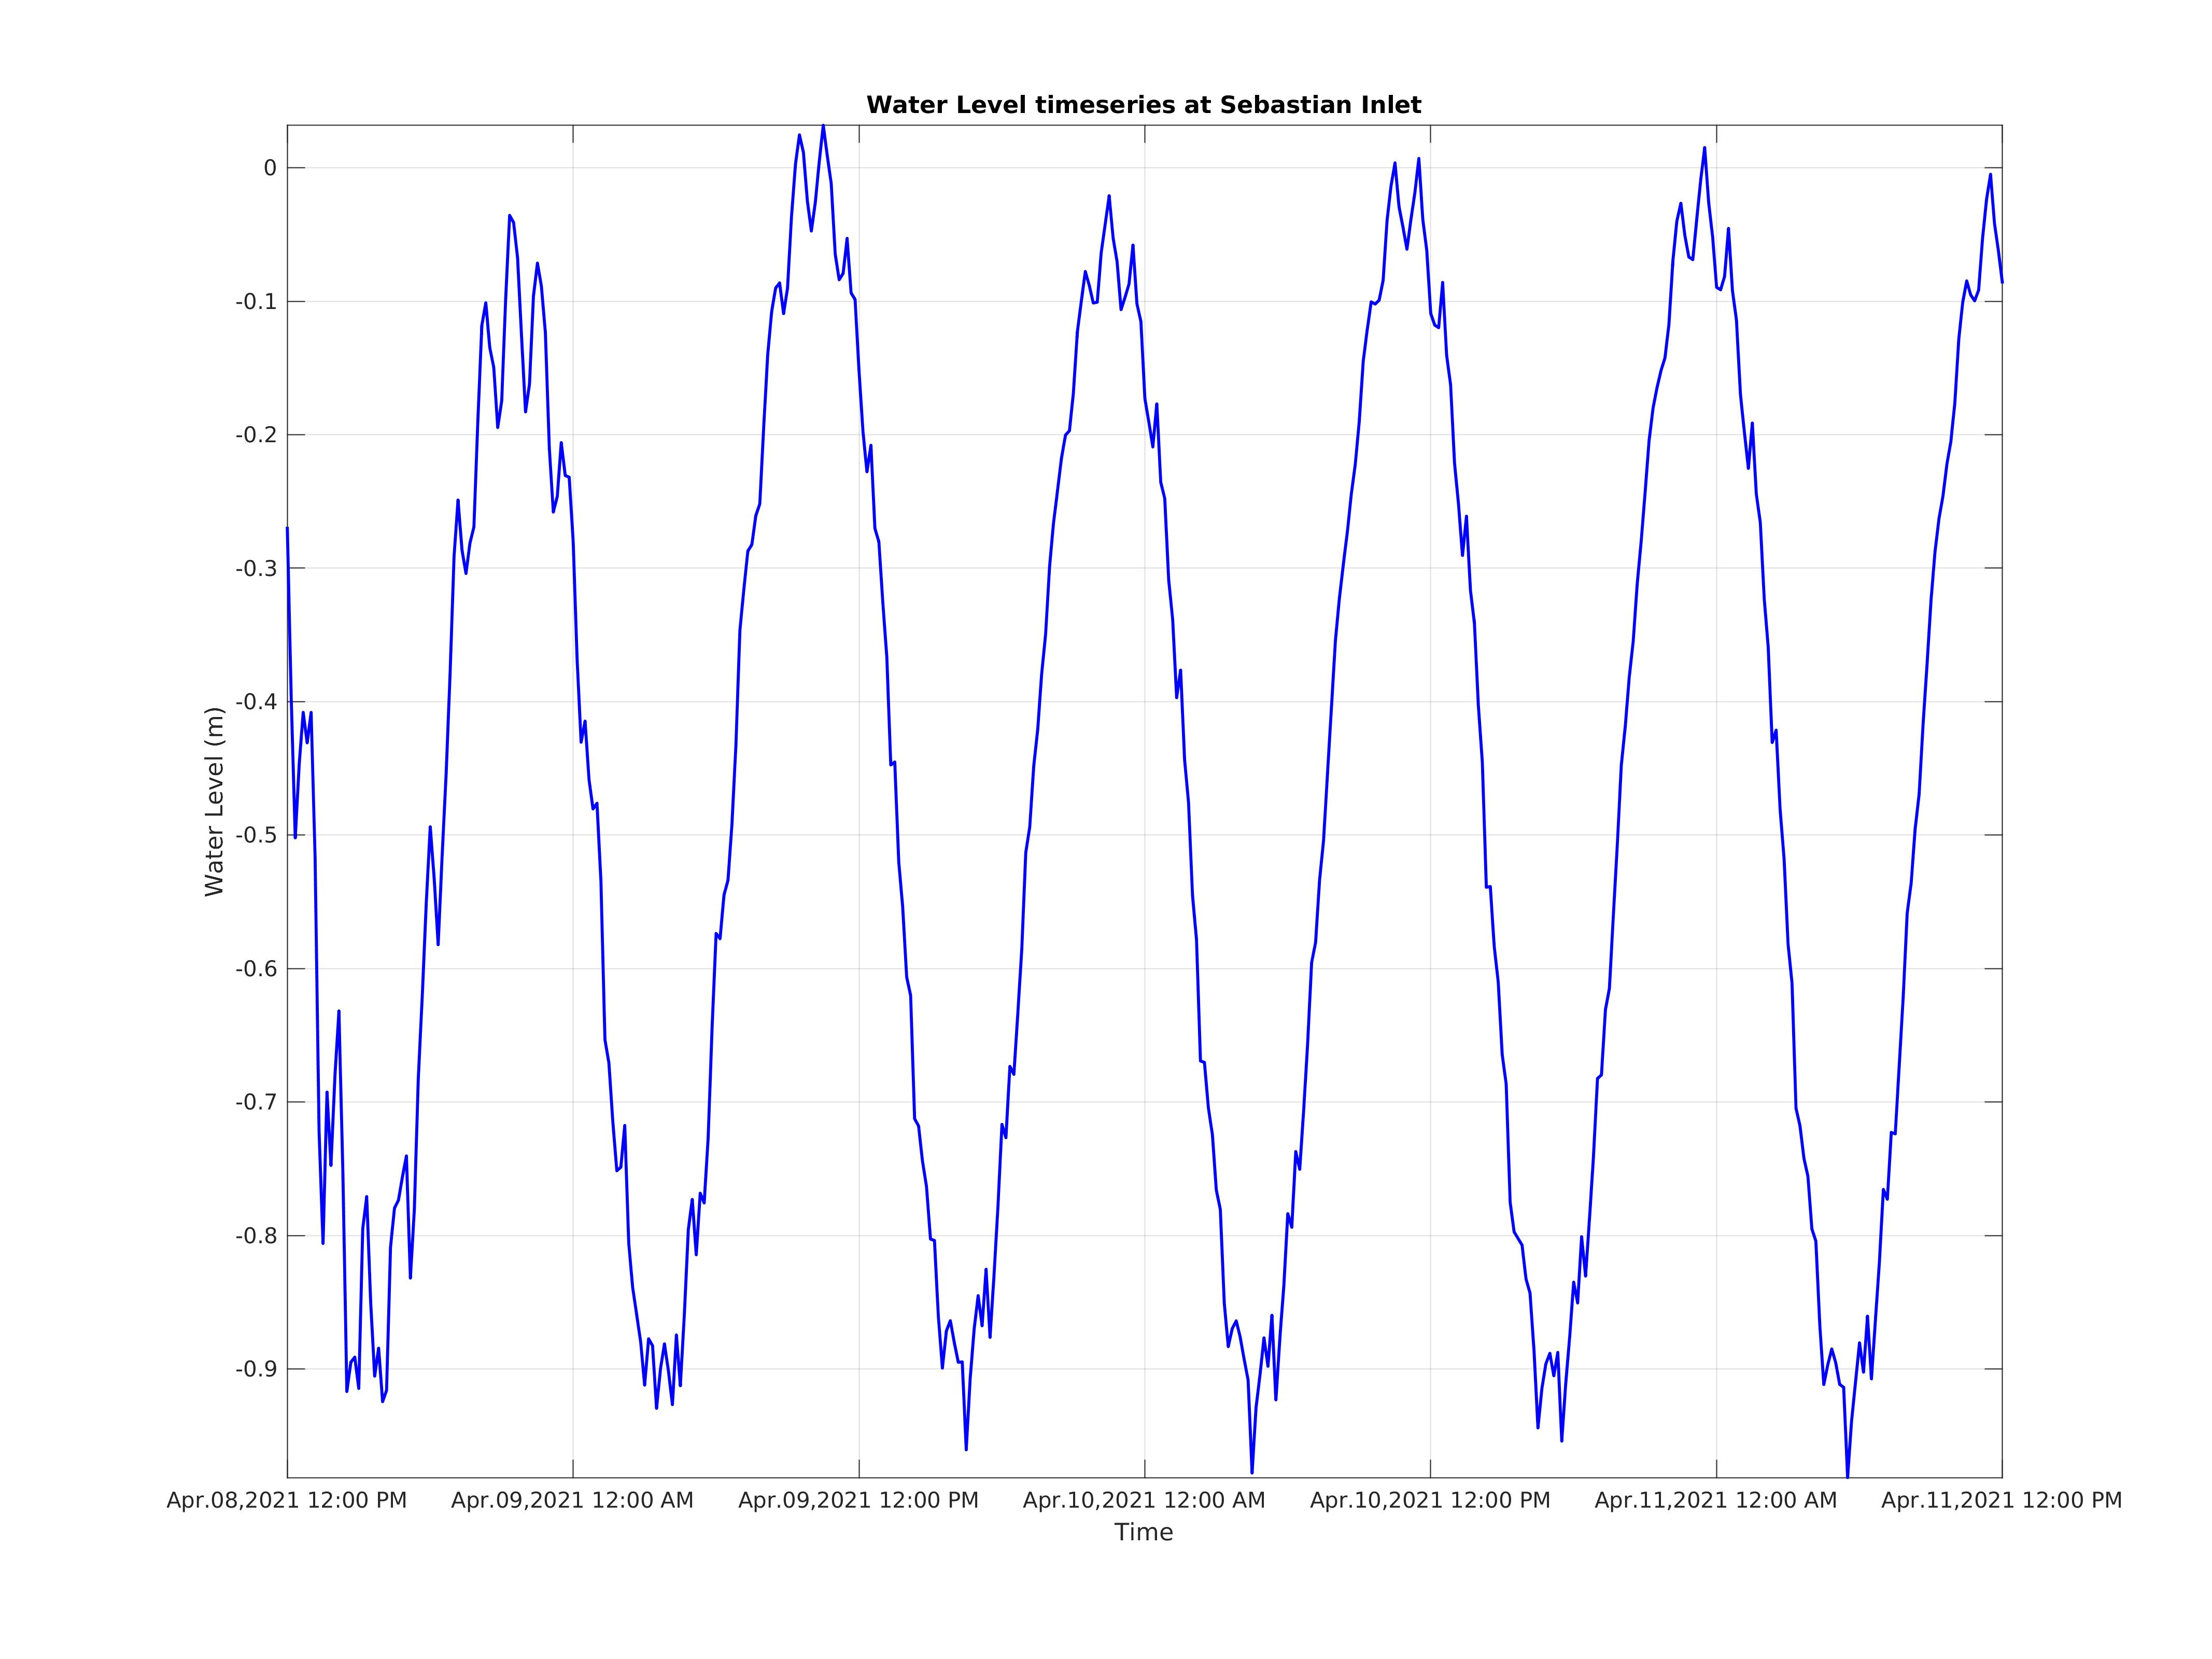 Water Level timeseries at Sebastian Inlet
0
-0.1
-0.2
-0.3
-0.4
-0.5
-0.6
-0.7
-0.8
-0.9
Water Level (m)
Apr.08,2021 12:00 PM
Apr.09,2021 12:00 AM
Apr.09,2021 12:00 PM
Apr.10,2021 12:00 AM
Apr.10,2021 12:00 PM
Apr.11,2021 12:00 AM
Apr.11,2021 12:00 PM
Time